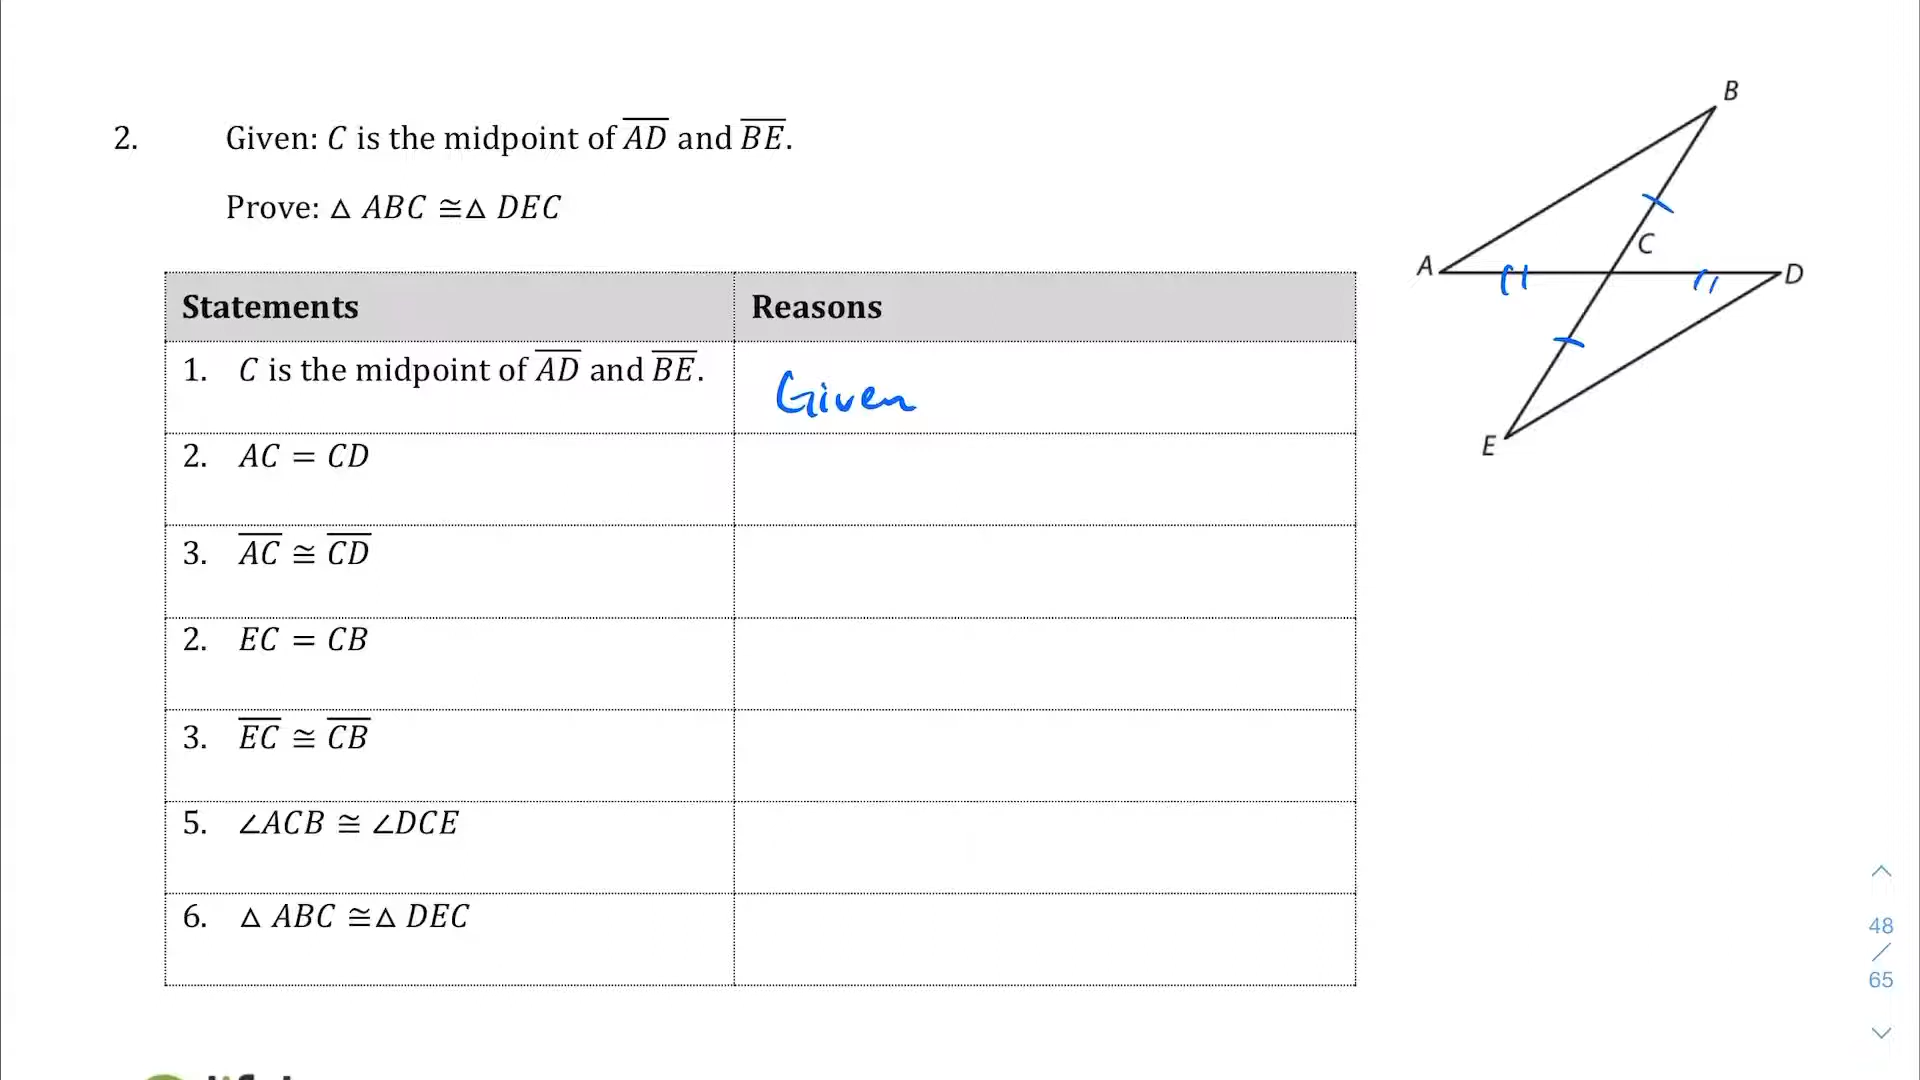 2. Given: C is the midpoint of AD and BE.
Prove: △ ABC ≅△ DEC
B
C
A
D
E
Statements Reasons
1. C is the midpoint of AD and BE. Given
2. AC = CD
3. AC ≅ CD
2. EC = CB
3. EC ≅ CB
5. ∠ACB ≅ ∠DCE
6. △ ABC ≅△ DEC
48
/
65